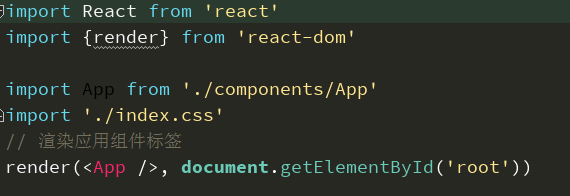 import React from 'react'
import {render} from 'react-dom'
import App from './components/App'
import './index.css'
// 渲染应用组件标签
render(<App />, document.getElementById('root'))